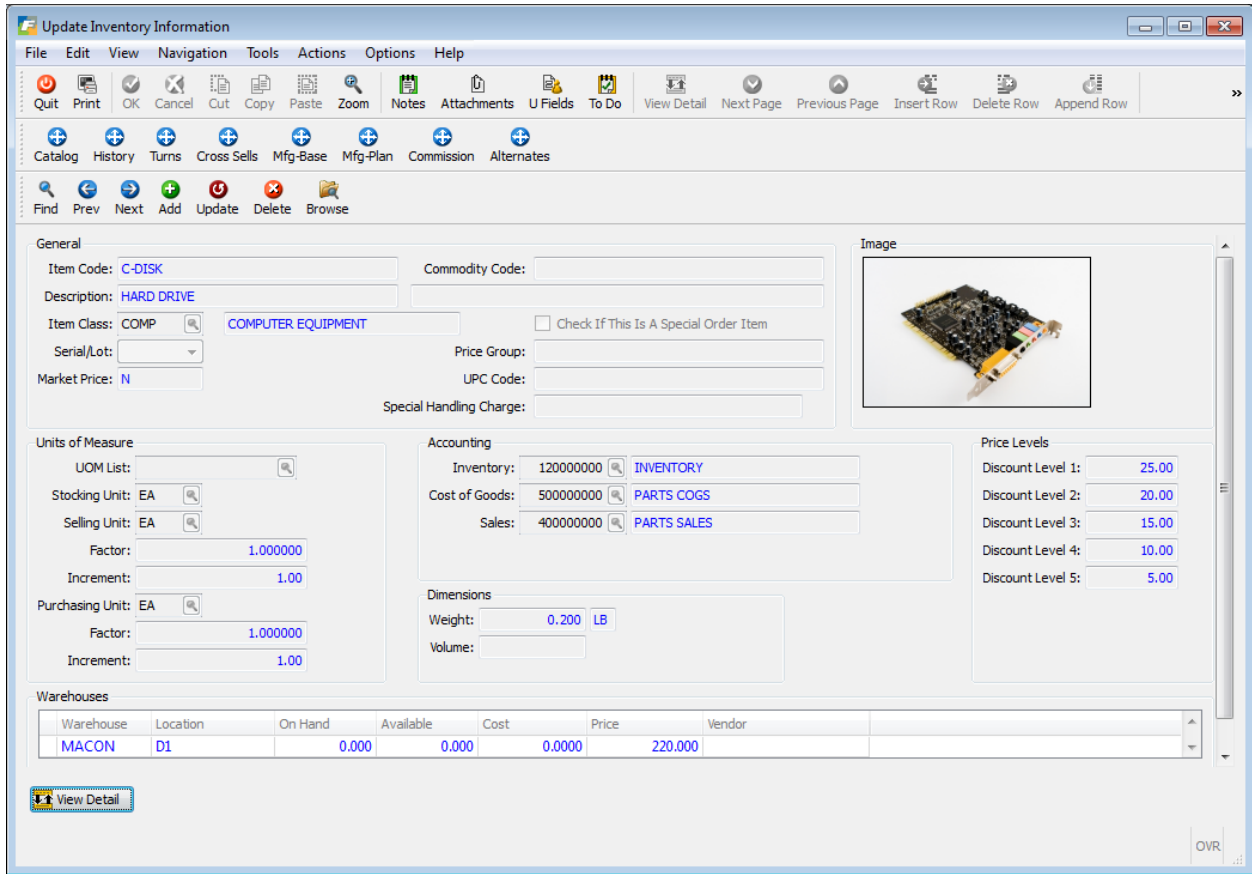 Update Inventory Information
File Edit View Navigation Tools Actions Options Help
Quit Print OK Cancel Cut Copy Paste Zoom Notes Attachments U Fields To Do View Detail Next Page Previous Page Insert Row Delete Row Append Row »
Catalog History Turns Cross Sells Mfg-Base Mfg-Plan Commission Alternates
Find Prev Next Add Update Delete Browse
General
Item Code: C-DISK Commodity Code:
Description: HARD DRIVE
Item Class: COMP COMPUTER EQUIPMENT Check If This Is A Special Order Item
Serial/Lot: Price Group:
Market Price: N UPC Code:
Special Handling Charge:
Image
Units of Measure
UOM List:
Stocking Unit: EA
Selling Unit: EA
Factor: 1.000000
Increment: 1.00
Purchasing Unit: EA
Factor: 1.000000
Increment: 1.00
Accounting
Inventory: 120000000 INVENTORY
Cost of Goods: 500000000 PARTS COGS
Sales: 400000000 PARTS SALES
Dimensions
Weight: 0.200 LB
Volume:
Price Levels
Discount Level 1: 25.00
Discount Level 2: 20.00
Discount Level 3: 15.00
Discount Level 4: 10.00
Discount Level 5: 5.00
Warehouses
Warehouse Location On Hand Available Cost Price Vendor
MACON D1 0.000 0.000 0.0000 220.000
View Detail
OVR